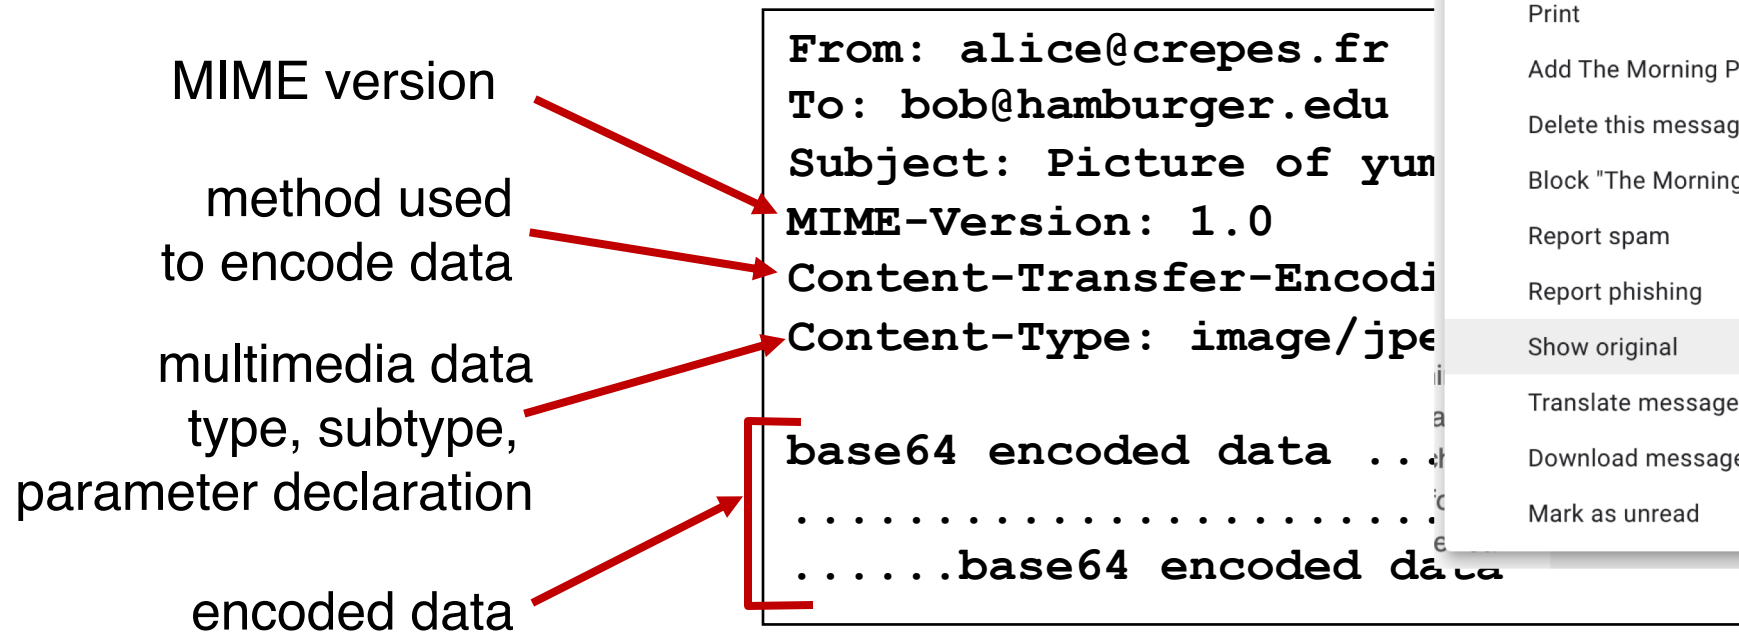 MIME version
method used
to encode data
multimedia data
type, subtype,
parameter declaration
encoded data
From: alice@crepes.fr
To: bob@hamburger.edu
Subject: Picture of yum
MIME-Version: 1.0
Content-Transfer-Encodi
Content-Type: image/jpe
base64 encoded data ...
.......................
......base64 encoded data
Print
Add The Morning P
Delete this messag
Block "The Morning
Report spam
Report phishing
Show original
Translate message
Download message
Mark as unread